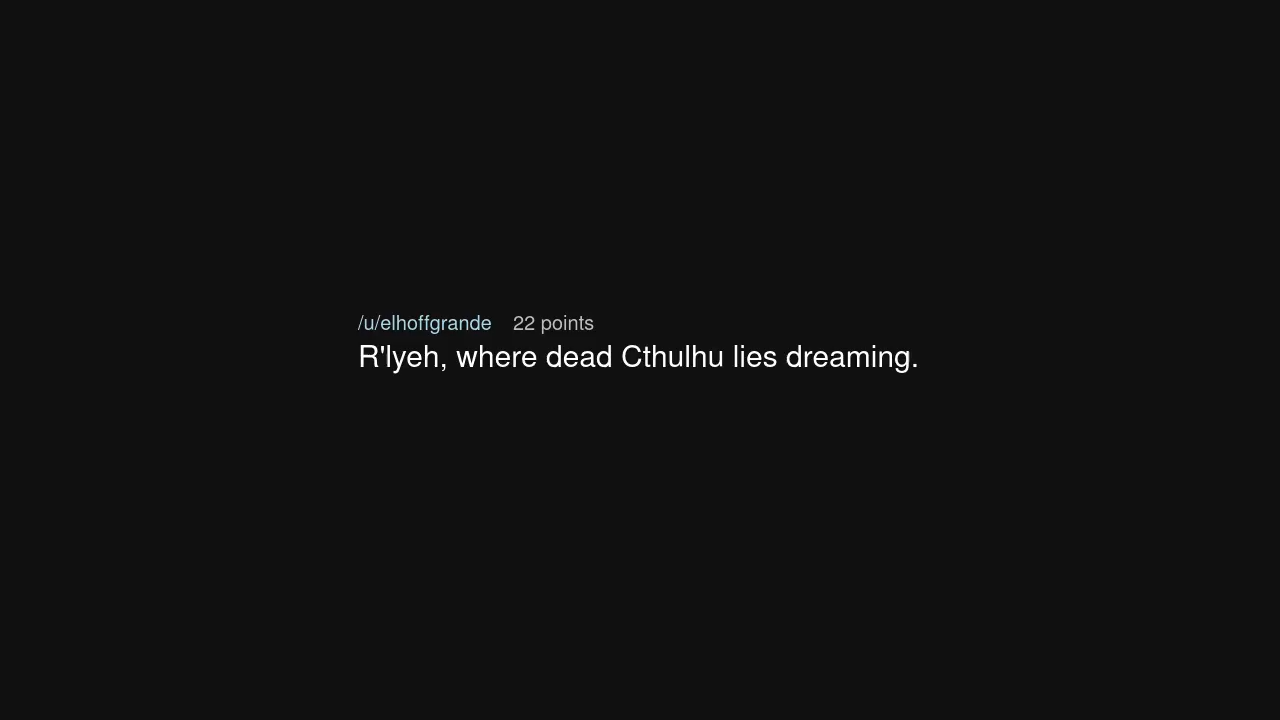 /u/elhoffgrande 22 points
R'lyeh, where dead Cthulhu lies dreaming.